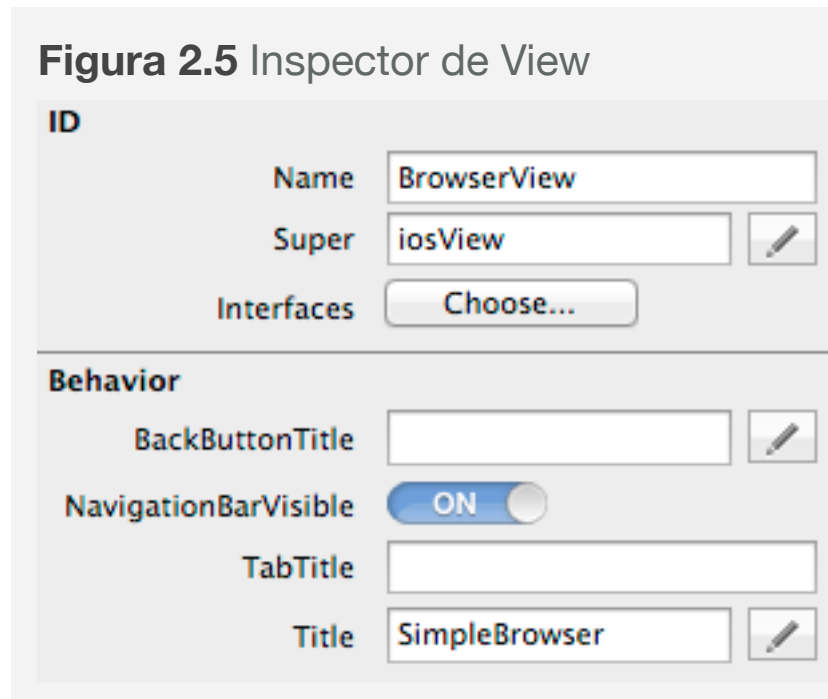 Figura 2.5 Inspector de View
ID
Name BrowserView
Super iosView
Interfaces Choose...
Behavior
BackButtonTitle
NavigationBarVisible ON
TabTitle
Title SimpleBrowser